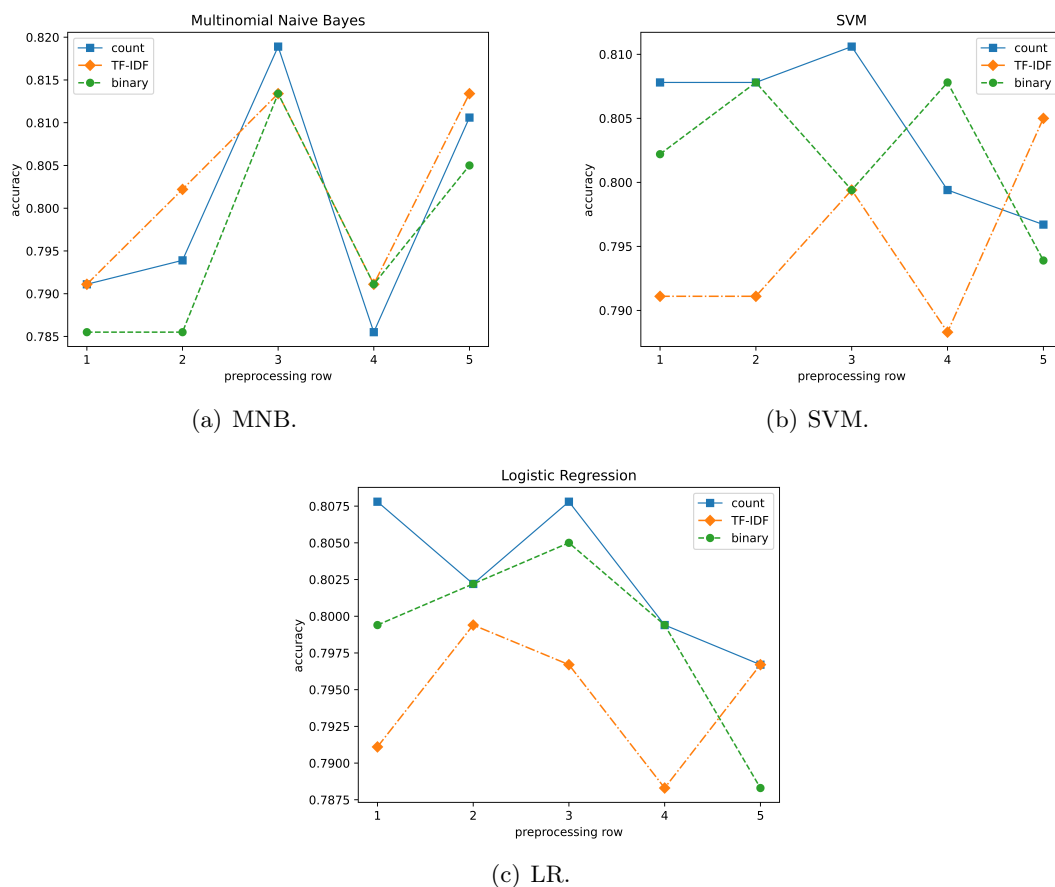 Multinomial Naive Bayes
count
TF-IDF
binary
0.820
0.815
0.810
0.805
0.800
0.795
0.790
0.785
accuracy
1 2 3 4 5
preprocessing row
(a) MNB.
SVM
count
TF-IDF
binary
0.810
0.805
0.800
0.795
0.790
accuracy
1 2 3 4 5
preprocessing row
(b) SVM.
Logistic Regression
count
TF-IDF
binary
0.8075
0.8050
0.8025
0.8000
0.7975
0.7950
0.7925
0.7900
0.7875
accuracy
1 2 3 4 5
preprocessing row
(c) LR.